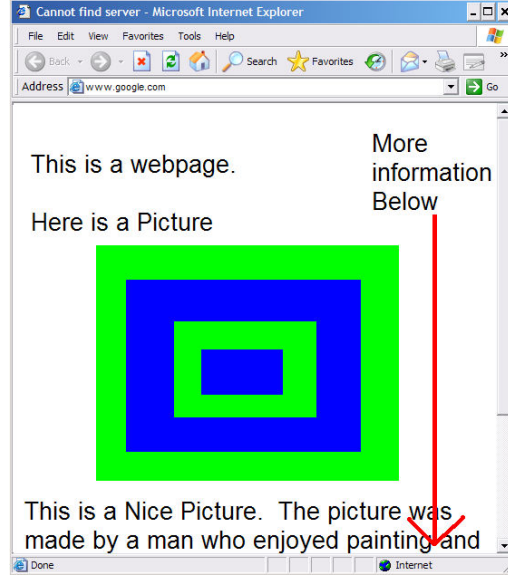 Cannot find server - Microsoft Internet Explorer
File Edit View Favorites Tools Help
Back Search Favorites »
Address www.google.com Go
This is a webpage.
More
information
Below
Here is a Picture
This is a Nice Picture. The picture was
made by a man who enjoyed painting and
Done Internet